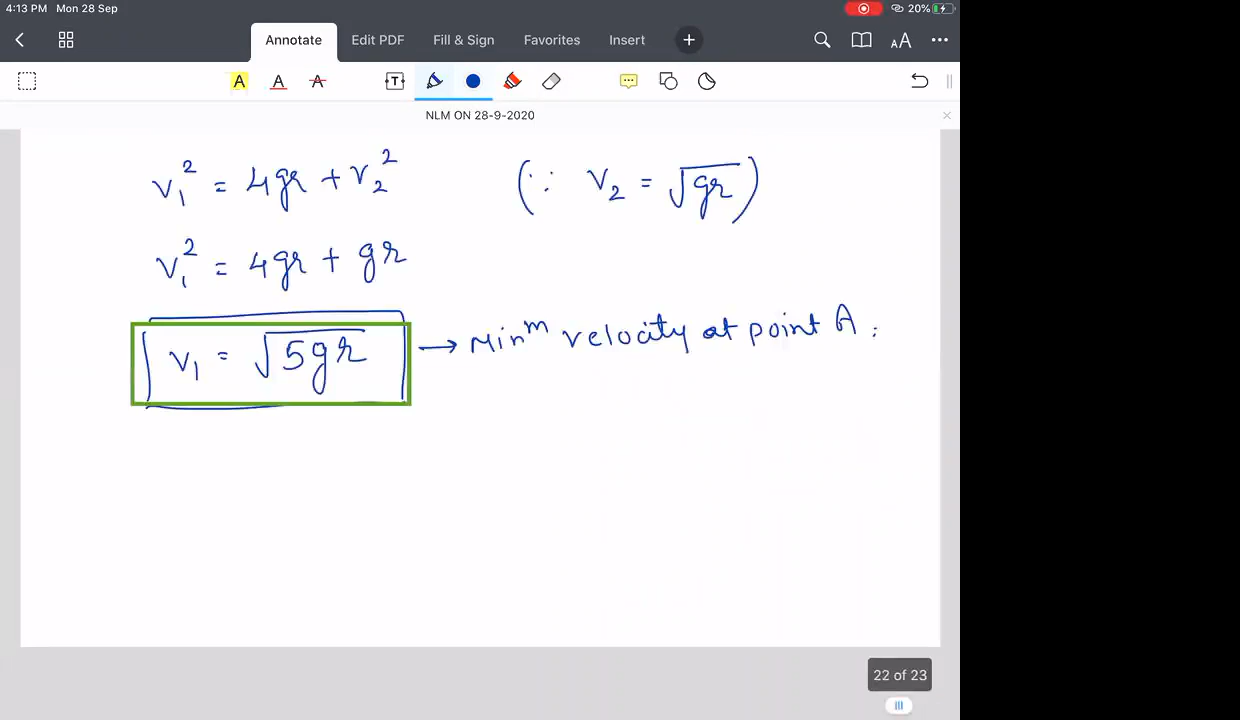 4:13 PM Mon 28 Sep 20%
Annotate Edit PDF Fill & Sign Favorites Insert
A A A T AA
NLM ON 28-9-2020
v₁² = 4gr + v₂² (∵ v₂ = √gr)
v₁² = 4gr + gr
v₁ = √5gr → Minᵐ velocity at point A.
22 of 23